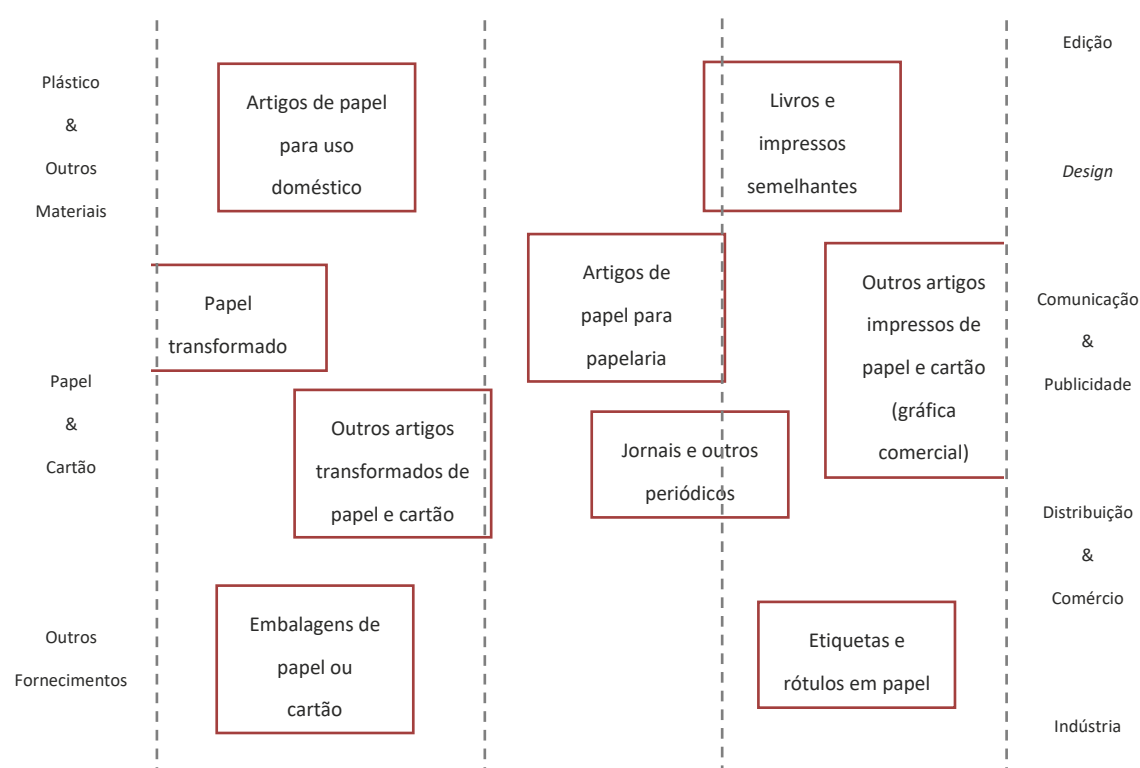 Plástico
&
Outros
Materiais
Papel
&
Cartão
Outros
Fornecimentos
Artigos de papel
para uso
doméstico
Papel
transformado
Outros artigos
transformados de
papel e cartão
Embalagens de
papel ou
cartão
Artigos de
papel para
papelaria
Jornais e outros
periódicos
Livros e
impressos
semelhantes
Outros artigos
impressos de
papel e cartão
(gráfica
comercial)
Etiquetas e
rótulos em papel
Edição
Design
Comunicação
&
Publicidade
Distribuição
&
Comércio
Indústria